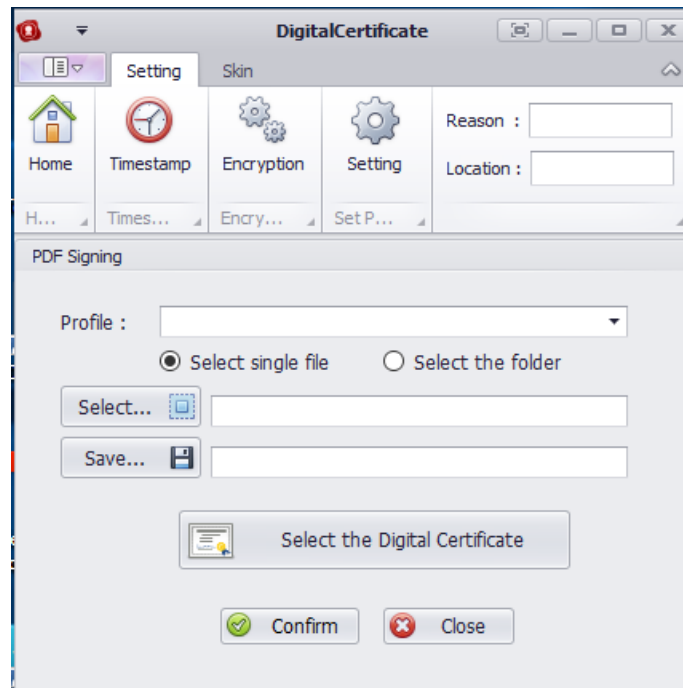 DigitalCertificate
Setting Skin
Home Timestamp Encryption Setting
Reason :
Location :
H... Times... Encry... Set P...
PDF Signing
Profile :
Select single file Select the folder
Select...
Save...
Select the Digital Certificate
Confirm Close